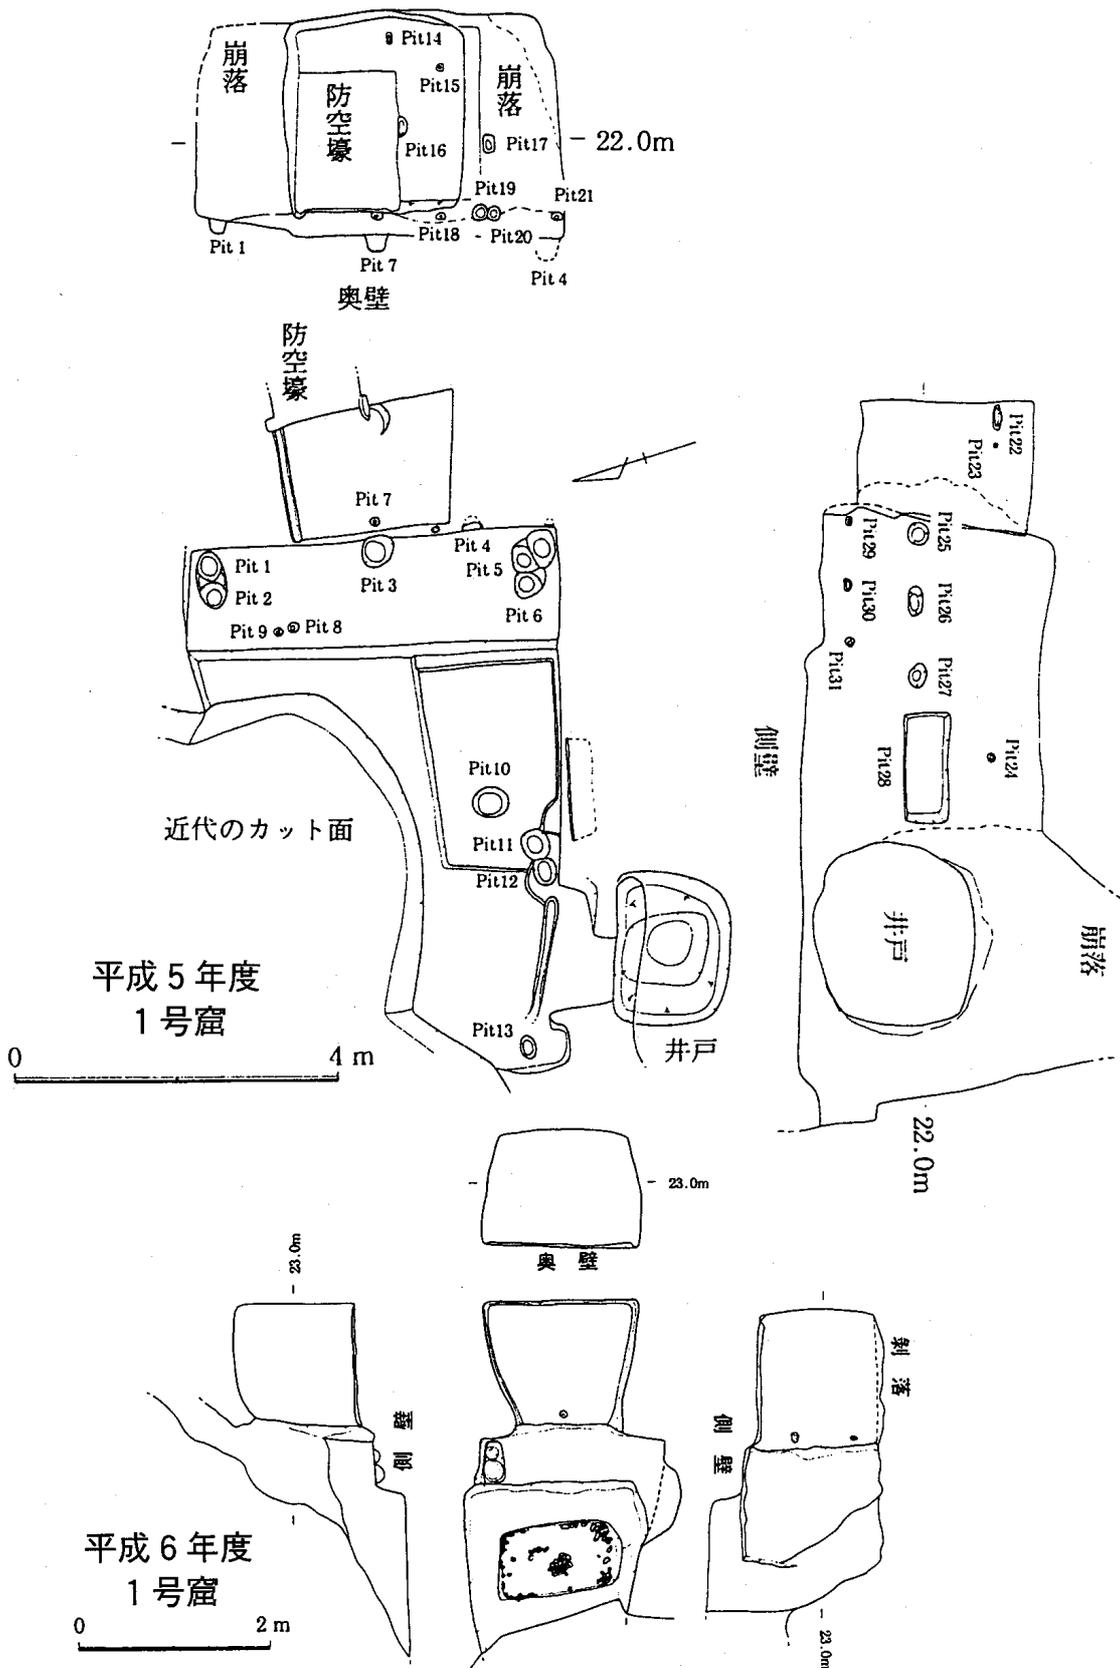 崩落
Pit14
Pit15
崩落
防空壕
Pit16
Pit17
22.0m
Pit19
Pit21
Pit 1
Pit18
Pit20
Pit 7
Pit 4
奥壁
防空壕
Pit 7
Pit 4
Pit 1
Pit 3
Pit 5
Pit 2
Pit 6
Pit 9
Pit 8
Pit10
近代のカット面
Pit11
Pit12
Pit13
井戸
平成5年度
1号窟
0
4 m
Pit22
Pit23
Pit29
Pit25
Pit30
Pit26
Pit31
Pit27
側壁
Pit28
Pit24
井戸
崩落
22.0m
23.0m
奥壁
23.0m
側壁
側壁
剝落
23.0m
平成6年度
1号窟
0
2 m